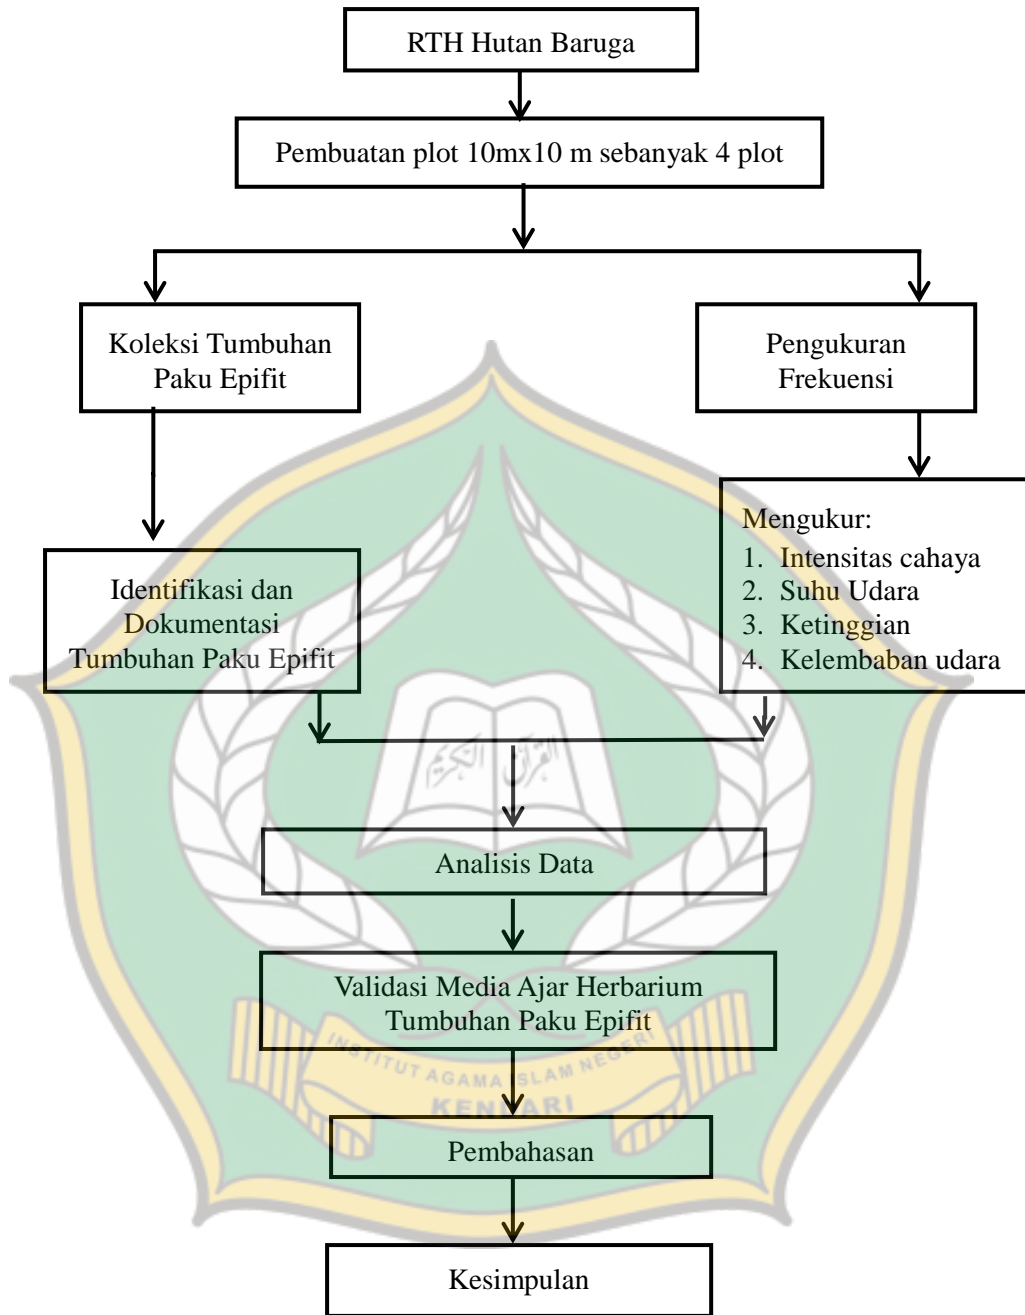 RTH Hutan Baruga
Pembuatan plot 10mx10 m sebanyak 4 plot
Koleksi Tumbuhan
Paku Epifit
Pengukuran
Frekuensi
Identifikasi dan
Dokumentasi
Tumbuhan Paku Epifit
Mengukur:
1. Intensitas cahaya
2. Suhu Udara
3. Ketinggian
4. Kelembaban udara
القرآن الكريم
Analisis Data
Validasi Media Ajar Herbarium
Tumbuhan Paku Epifit
INSTITUT AGAMA ISLAM NEGERI
KENDARI
Pembahasan
Kesimpulan